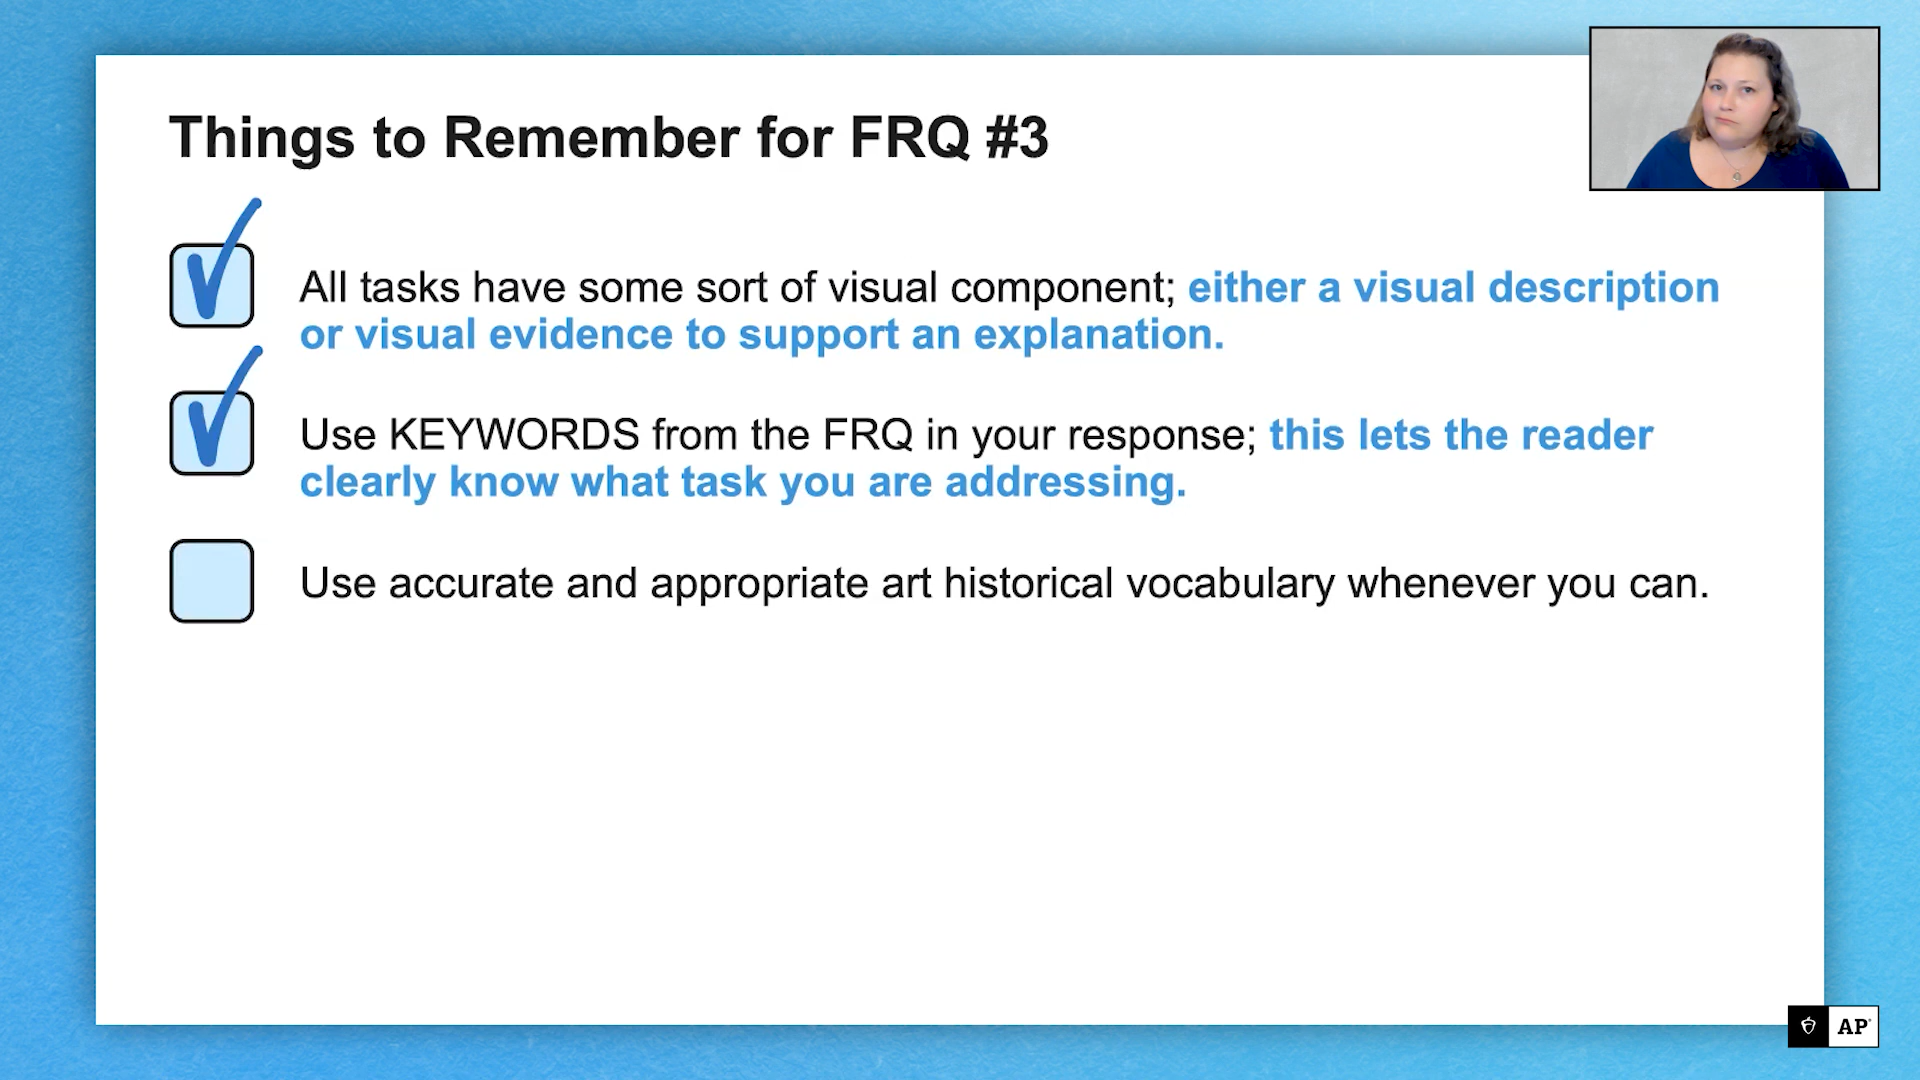 Things to Remember for FRQ #3
All tasks have some sort of visual component; either a visual description
or visual evidence to support an explanation.
Use KEYWORDS from the FRQ in your response; this lets the reader
clearly know what task you are addressing.
Use accurate and appropriate art historical vocabulary whenever you can.
AP